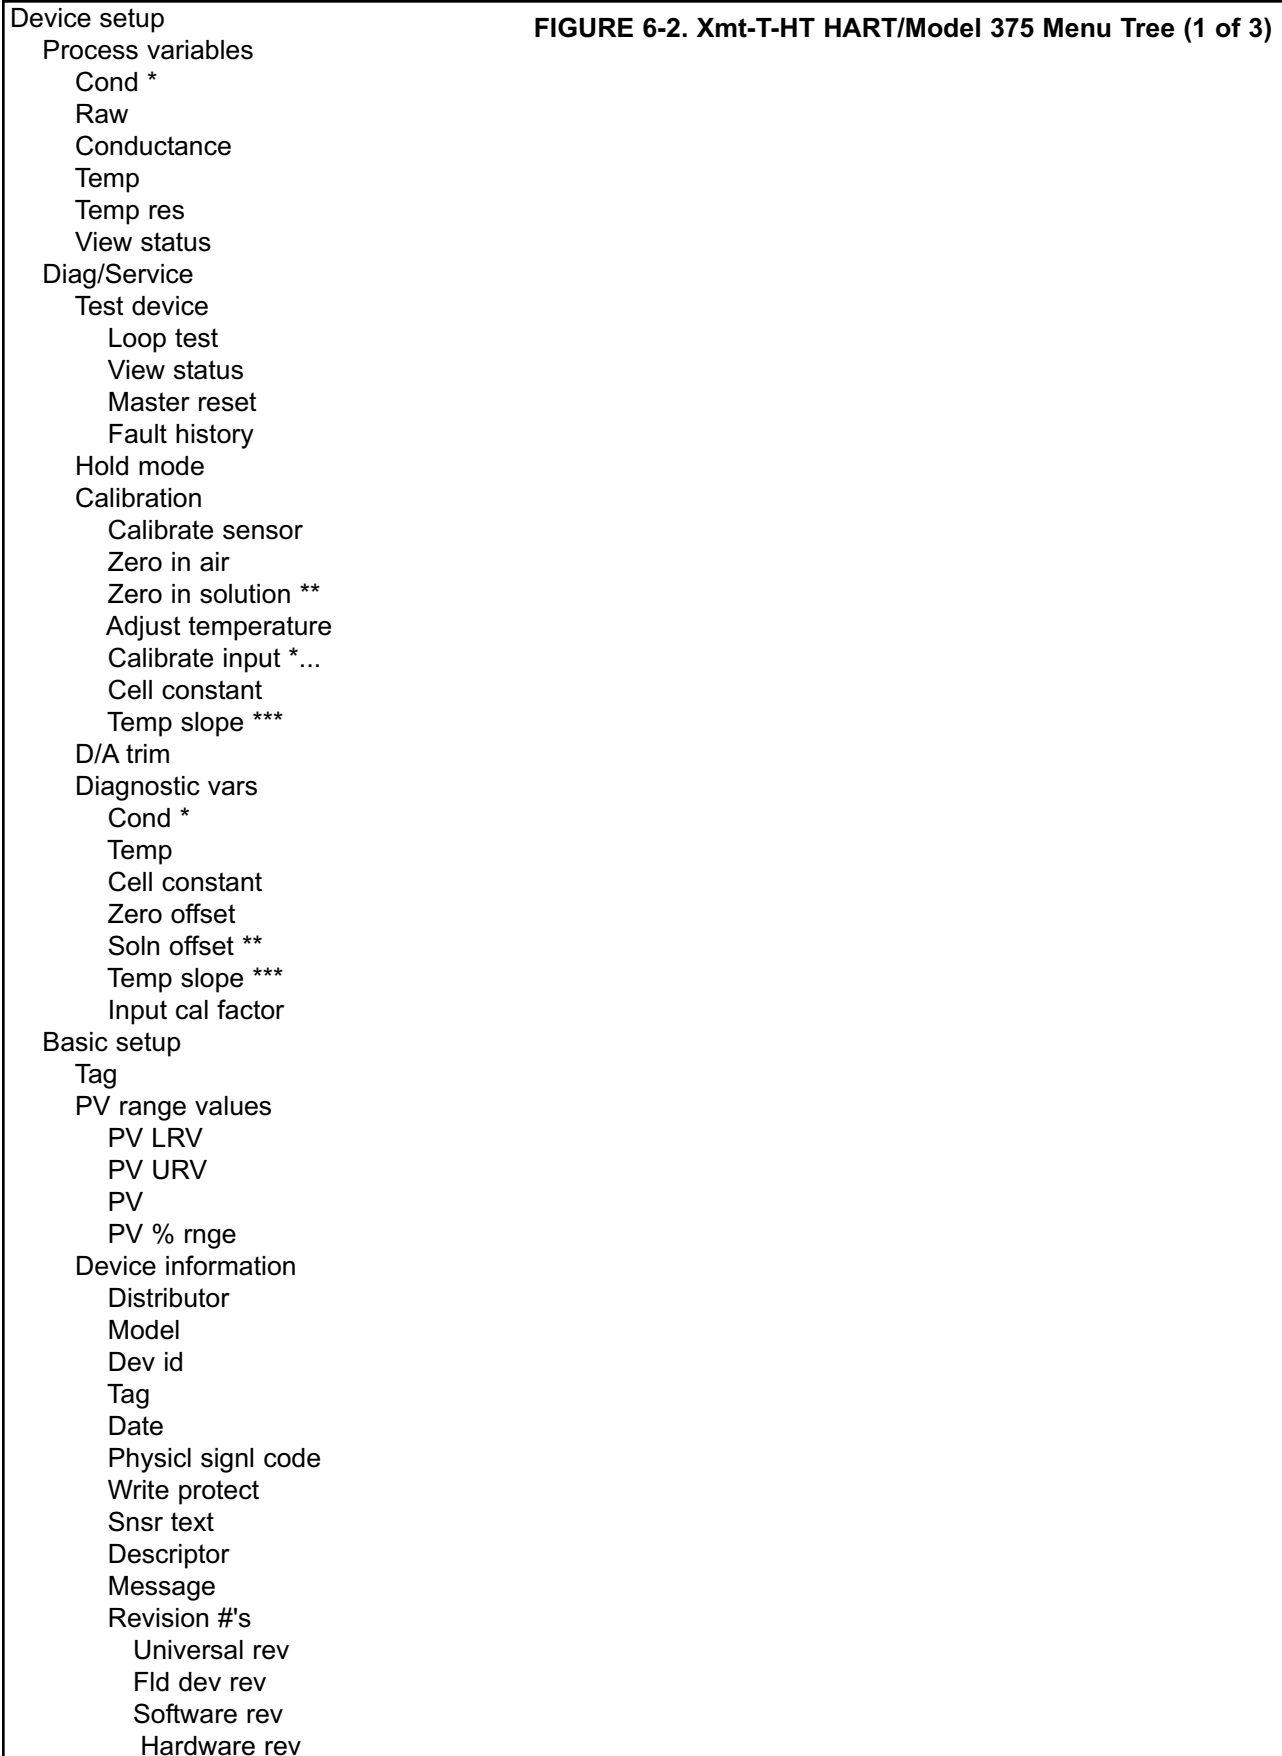 Device setup
FIGURE 6-2. Xmt-T-HT HART/Model 375 Menu Tree (1 of 3)
Process variables
Cond *
Raw
Conductance
Temp
Temp res
View status
Diag/Service
Test device
Loop test
View status
Master reset
Fault history
Hold mode
Calibration
Calibrate sensor
Zero in air
Zero in solution **
Adjust temperature
Calibrate input *...
Cell constant
Temp slope ***
D/A trim
Diagnostic vars
Cond *
Temp
Cell constant
Zero offset
Soln offset **
Temp slope ***
Input cal factor
Basic setup
Tag
PV range values
PV LRV
PV URV
PV
PV % rnge
Device information
Distributor
Model
Dev id
Tag
Date
Physicl signl code
Write protect
Snsr text
Descriptor
Message
Revision #'s
Universal rev
Fld dev rev
Software rev
Hardware rev